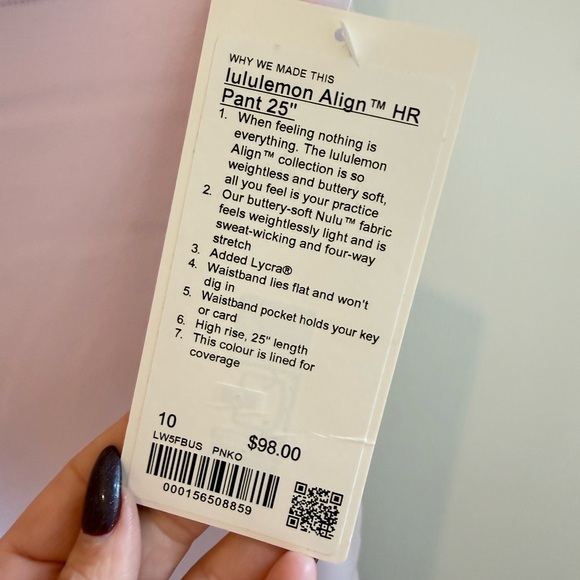 WHY WE MADE THIS
lululemon Align™ HR
Pant 25"
1. When feeling nothing is
everything. The lululemon
Align™ collection is so
weightless and buttery soft,
all you feel is your practice
2. Our buttery-soft Nulu™ fabric
feels weightlessly light and is
sweat-wicking and four-way
stretch
3. Added Lycra®
4. Waistband lies flat and won't
dig in
5. Waistband pocket holds your key
or card
6. High rise, 25" length
7. This colour is lined for
coverage
10
$98.00
LW5FBUS PNKO
000156508859